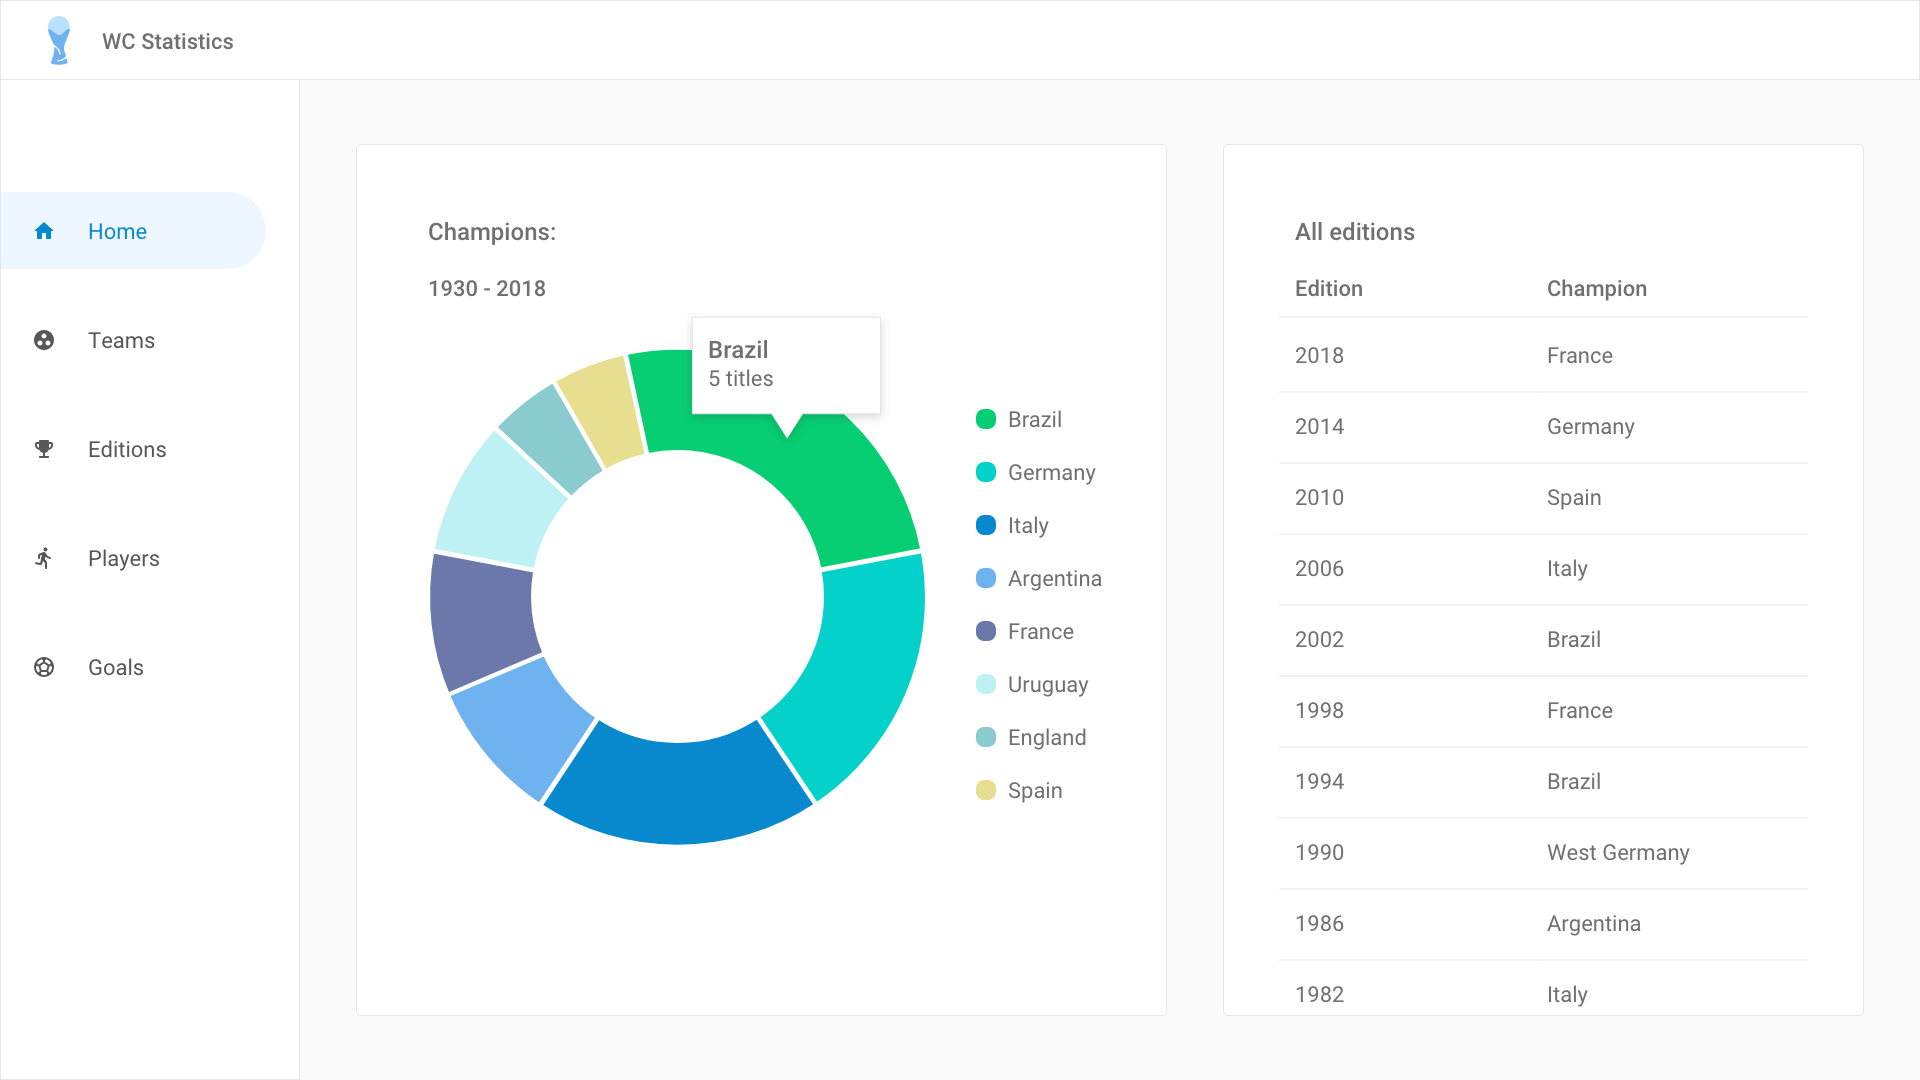 WC Statistics
Home
Teams
Editions
Players
Goals
Champions:
1930 - 2018
Brazil
5 titles
Brazil
Germany
Italy
Argentina
France
Uruguay
England
Spain
All editions
Edition Champion
2018 France
2014 Germany
2010 Spain
2006 Italy
2002 Brazil
1998 France
1994 Brazil
1990 West Germany
1986 Argentina
1982 Italy